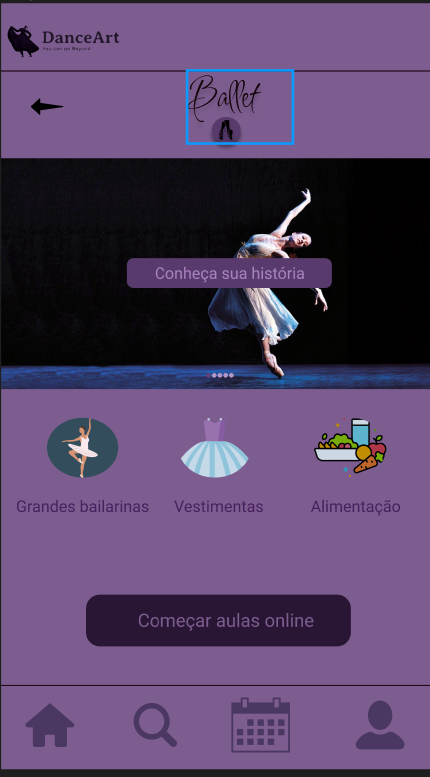 DanceArt
You can go Beyond
Ballet
Conheça sua história
Grandes bailarinas
Vestimentas
Alimentação
Começar aulas online